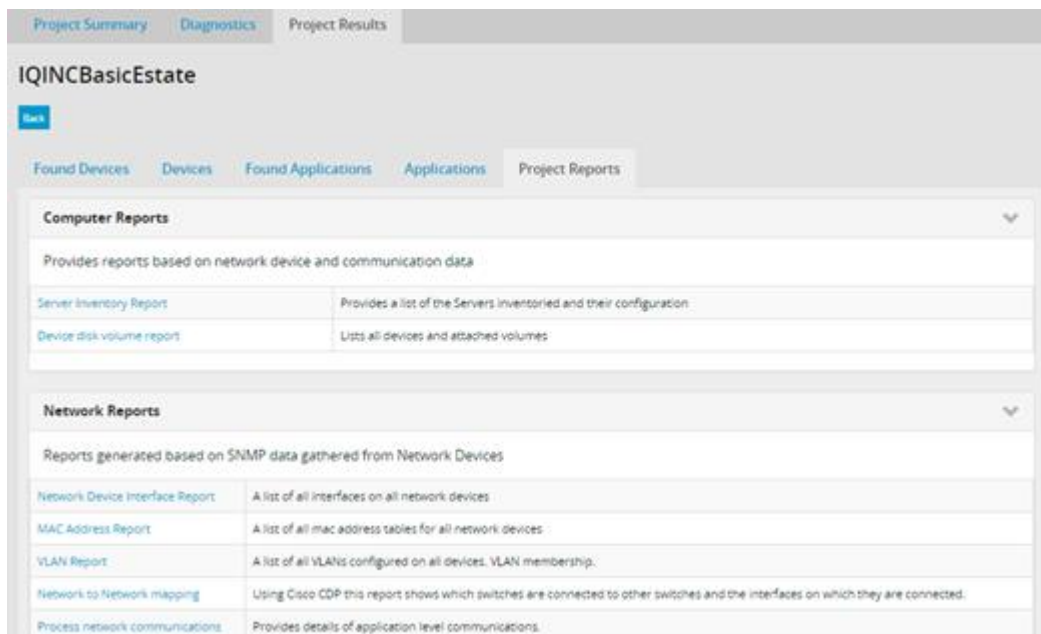 Project Summary Diagnostics Project Results
IQINCBasicEstate
Back
Found Devices Devices Found Applications Applications Project Reports
Computer Reports
Provides reports based on network device and communication data
Server Inventory Report Provides a list of the Servers inventoried and their configuration
Device disk volume report Lists all devices and attached volumes
Network Reports
Reports generated based on SNMP data gathered from Network Devices
Network Device Interface Report A list of all interfaces on all network devices
MAC Address Report A list of all mac address tables for all network devices
VLAN Report A list of all VLANs configured on all devices. VLAN membership.
Network to Network mapping Using Cisco CDP this report shows which switches are connected to other switches and the interfaces on which they are connected.
Process network communications Provides details of application level communications.